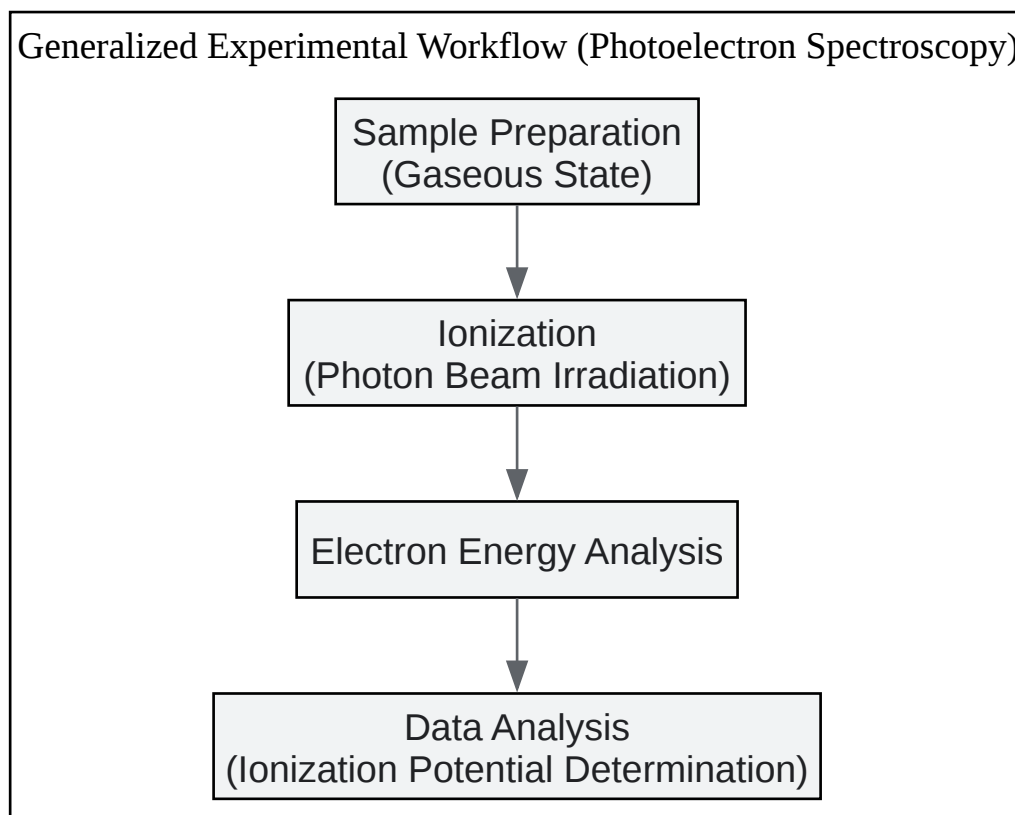 Generalized Experimental Workflow (Photoelectron Spectroscopy)
Sample Preparation
(Gaseous State)
Ionization
(Photon Beam Irradiation)
Electron Energy Analysis
Data Analysis
(Ionization Potential Determination)